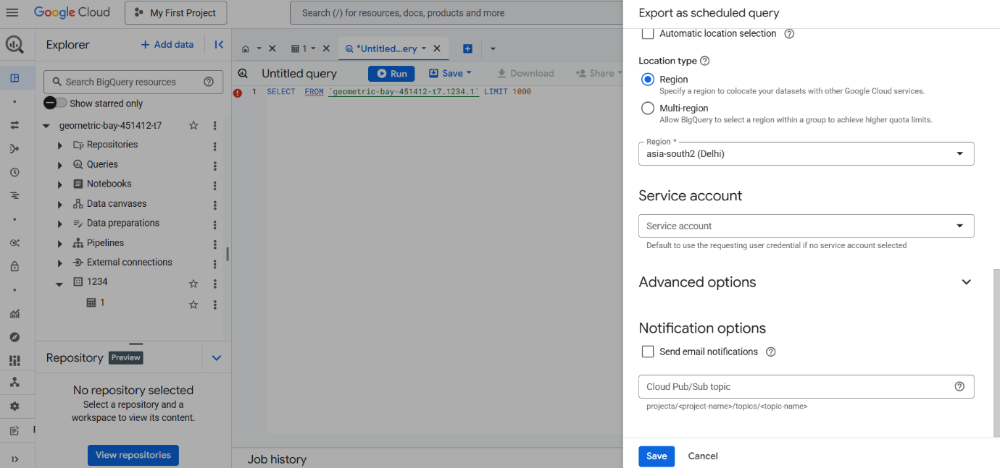 Google Cloud
My First Project
Search (/) for resources, docs, products and more
Explorer
+ Add data
Search BigQuery resources
Show starred only
geometric-bay-451412-t7
Repositories
Queries
Notebooks
Data canvases
Data preparations
Pipelines
External connections
1234
1
Repository Preview
No repository selected
Select a repository and a
workspace to view its content.
View repositories
1
*Untitled...ery
Untitled query
Run
Save
Download
Share
1 SELECT FROM `geometric-bay-451412-t7.1234.1` LIMIT 1000
Job history
Export as scheduled query
Automatic location selection
Location type
Region
Specify a region to colocate your datasets with other Google Cloud services.
Multi-region
Allow BigQuery to select a region within a group to achieve higher quota limits.
Region *
asia-south2 (Delhi)
Service account
Service account
Default to use the requesting user credential if no service account selected
Advanced options
Notification options
Send email notifications
Cloud Pub/Sub topic
projects/<project-name>/topics/<topic-name>
Save
Cancel